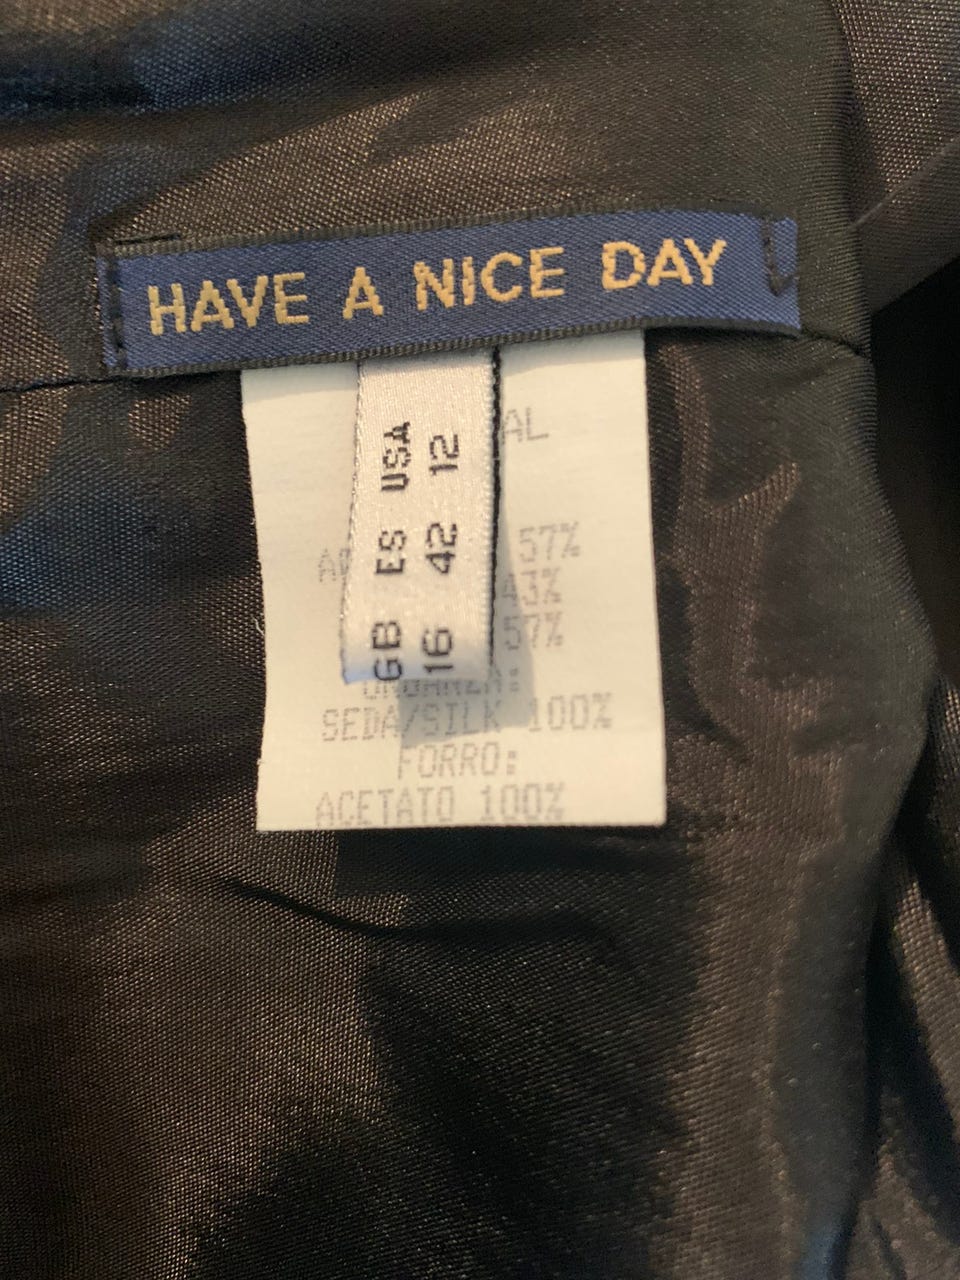 HAVE A NICE DAY
GB ES USA
16 42 12
AL
57%
43%
57%
ORGANZA:
SEDA/SILK 100%
FORRO:
ACETATO 100%